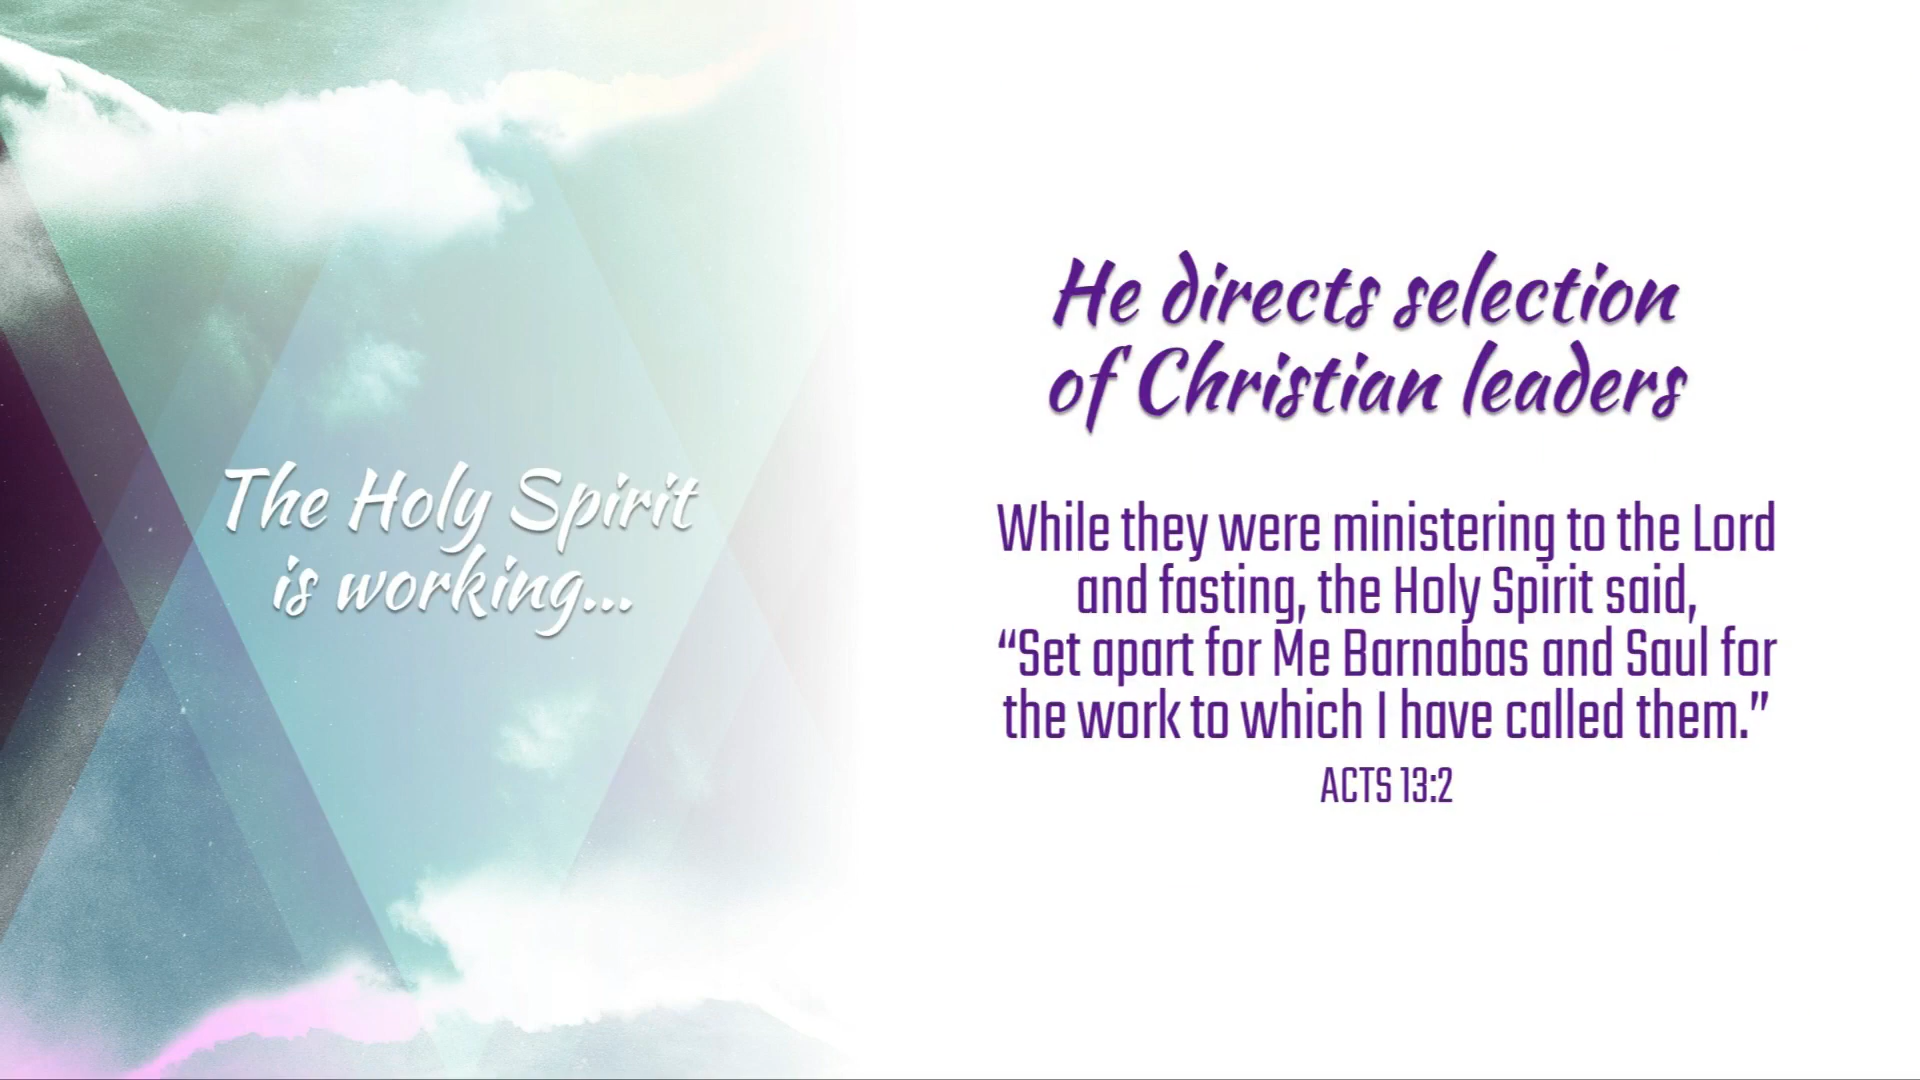 The Holy Spirit
is working...
He directs selection
of Christian leaders
While they were ministering to the Lord
and fasting, the Holy Spirit said,
“Set apart for Me Barnabas and Saul for
the work to which I have called them.”
ACTS 13:2